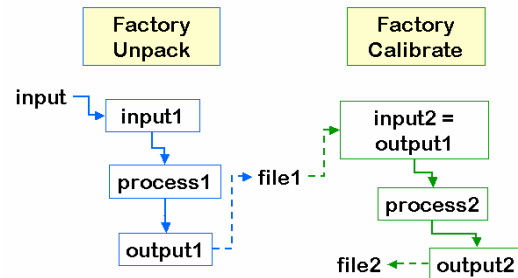 Factory
Unpack
Factory
Calibrate
input
input1
process1
output1
file1
input2 =
output1
process2
output2
file2